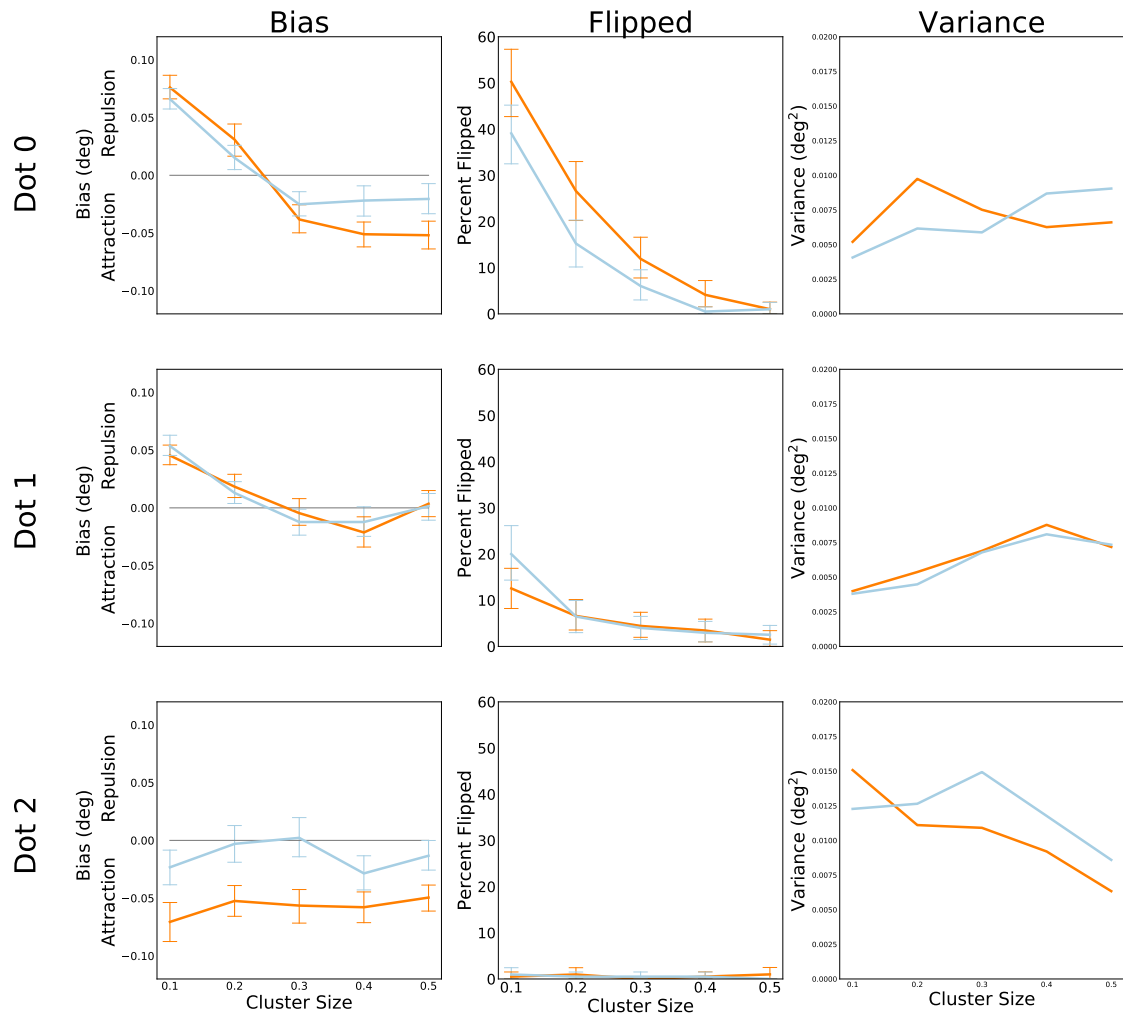 Bias
Flipped
Variance
Dot 0
Bias (deg)
Attraction Repulsion
0.10
0.05
0.00
−0.05
−0.10
Percent Flipped
60
50
40
30
20
10
0
Variance (deg²)
0.0200
0.0175
0.0150
0.0125
0.0100
0.0075
0.0050
0.0025
0.0000
Dot 1
Bias (deg)
Attraction Repulsion
0.10
0.05
0.00
−0.05
−0.10
Percent Flipped
60
50
40
30
20
10
0
Variance (deg²)
0.0200
0.0175
0.0150
0.0125
0.0100
0.0075
0.0050
0.0025
0.0000
Dot 2
Bias (deg)
Attraction Repulsion
0.10
0.05
0.00
−0.05
−0.10
0.1 0.2 0.3 0.4 0.5
Cluster Size
Percent Flipped
60
50
40
30
20
10
0
0.1 0.2 0.3 0.4 0.5
Cluster Size
Variance (deg²)
0.0200
0.0175
0.0150
0.0125
0.0100
0.0075
0.0050
0.0025
0.0000
0.1 0.2 0.3 0.4 0.5
Cluster Size